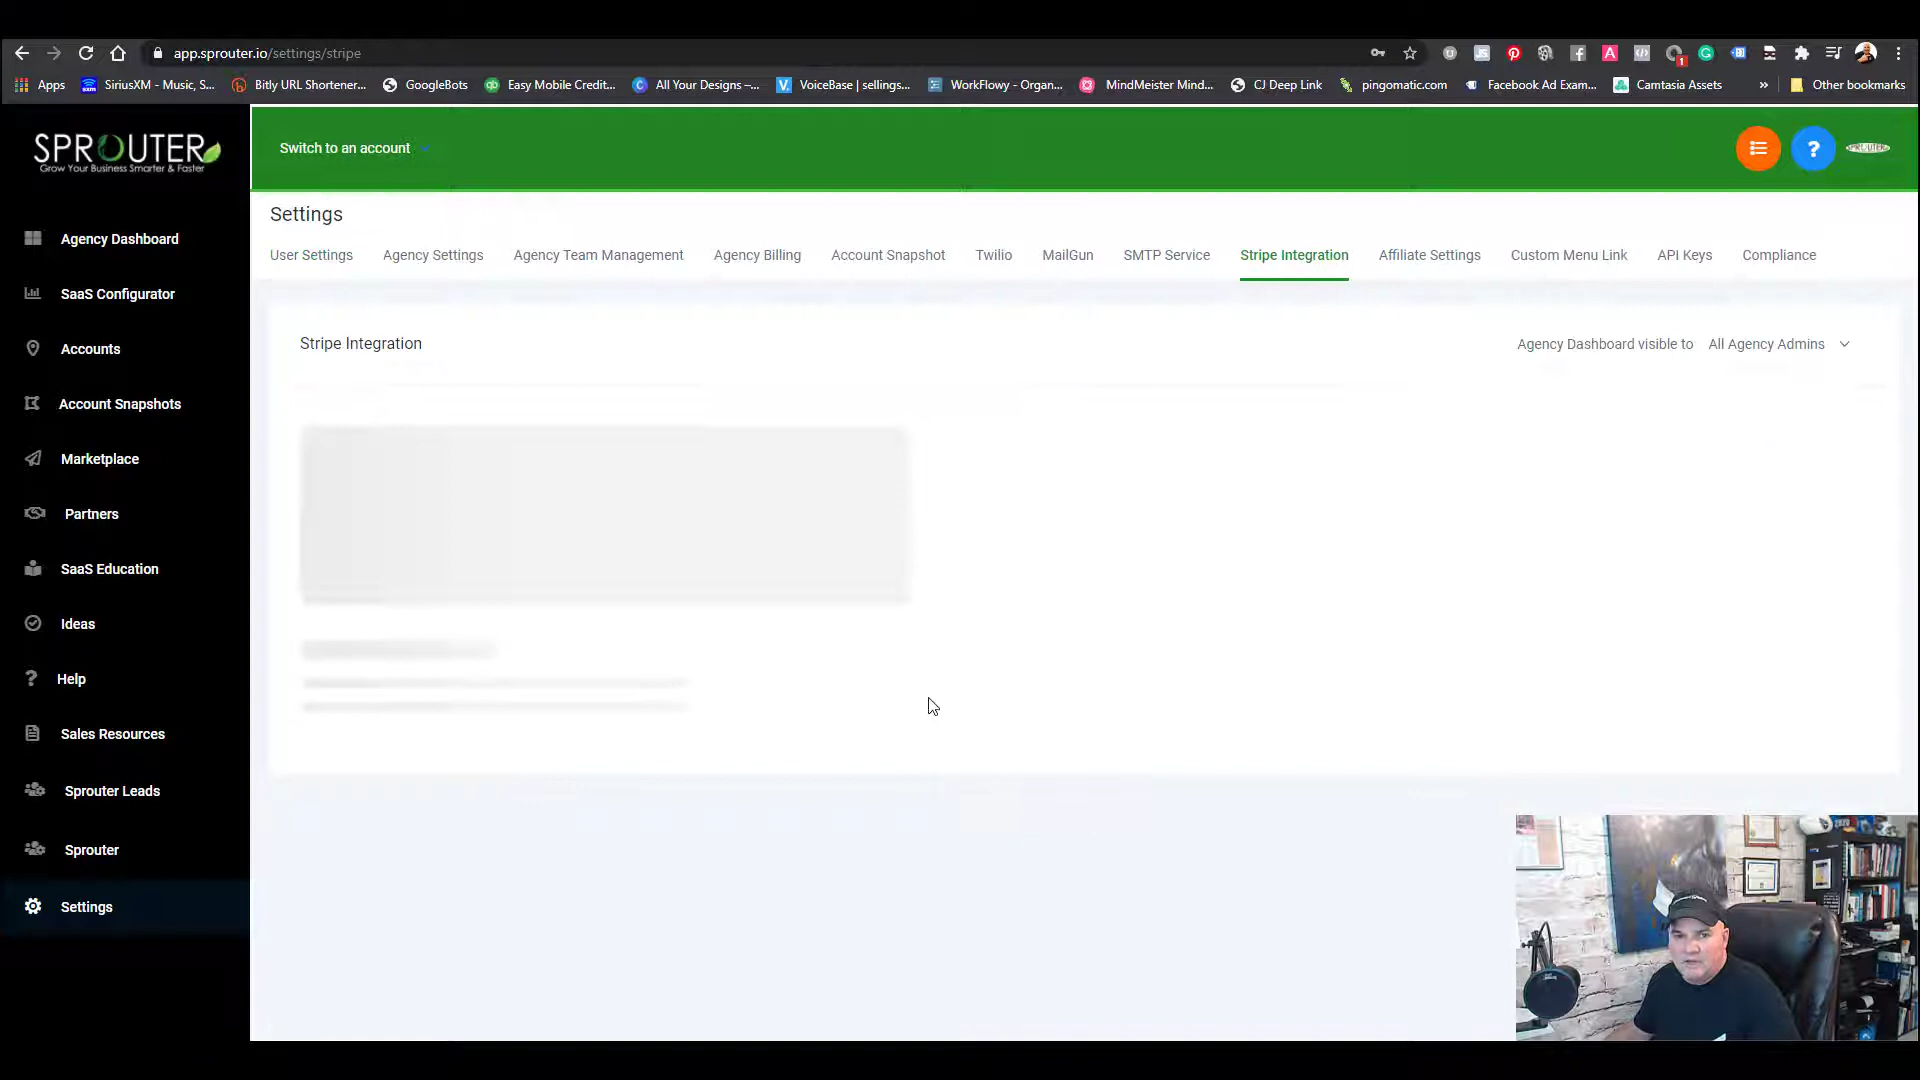 app.sprouter.io/settings/stripe
Apps
SiriusXM - Music, S...
Bitly URL Shortener...
GoogleBots
Easy Mobile Credit...
All Your Designs –...
VoiceBase | sellings...
WorkFlowy - Organ...
MindMeister Mind...
CJ Deep Link
pingomatic.com
Facebook Ad Exam...
Camtasia Assets
»
Other bookmarks
SPROUTER
Grow Your Business Smarter & Faster
Switch to an account
?
SPROUTER
Settings
User Settings
Agency Settings
Agency Team Management
Agency Billing
Account Snapshot
Twilio
MailGun
SMTP Service
Stripe Integration
Affiliate Settings
Custom Menu Link
API Keys
Compliance
Stripe Integration
Agency Dashboard visible to All Agency Admins
Agency Dashboard
SaaS Configurator
Accounts
Account Snapshots
Marketplace
Partners
SaaS Education
Ideas
Help
Sales Resources
Sprouter Leads
Sprouter
Settings